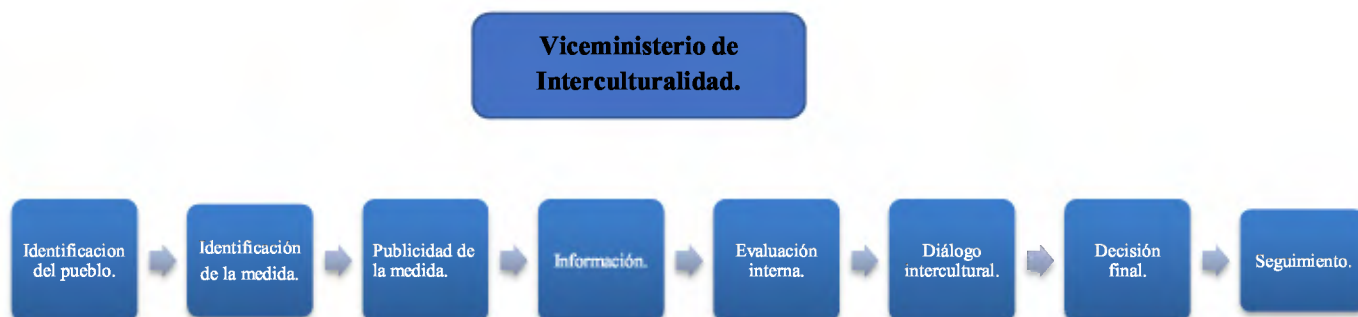 Viceministerio de
Interculturalidad.
Identificacion
del pueblo.
Identificación
de la medida.
Publicidad de
la medida.
Información.
Evaluación
interna.
Diálogo
intercultural.
Decisión
final.
Seguimiento.